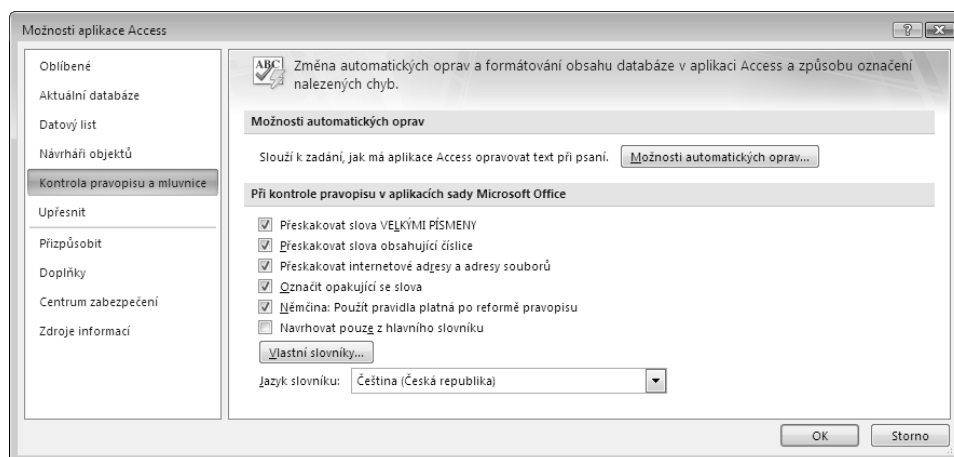 Možnosti aplikace Access
Oblíbené
Aktuální databáze
Datový list
Návrháři objektů
Kontrola pravopisu a mluvnice
Upřesnit
Přizpůsobit
Doplňky
Centrum zabezpečení
Zdroje informací
ABC
Změna automatických oprav a formátování obsahu databáze v aplikaci Access a způsobu označení
nalezených chyb.
Možnosti automatických oprav
Slouží k zadání, jak má aplikace Access opravovat text při psaní. Možnosti automatických oprav...
Při kontrole pravopisu v aplikacích sady Microsoft Office
Přeskakovat slova VELKÝMI PÍSMENY
Přeskakovat slova obsahující číslice
Přeskakovat internetové adresy a adresy souborů
Označit opakující se slova
Němčina: Použít pravidla platná po reformě pravopisu
Navrhovat pouze z hlavního slovníku
Vlastní slovníky...
Jazyk slovníku: Čeština (Česká republika)
OK Storno